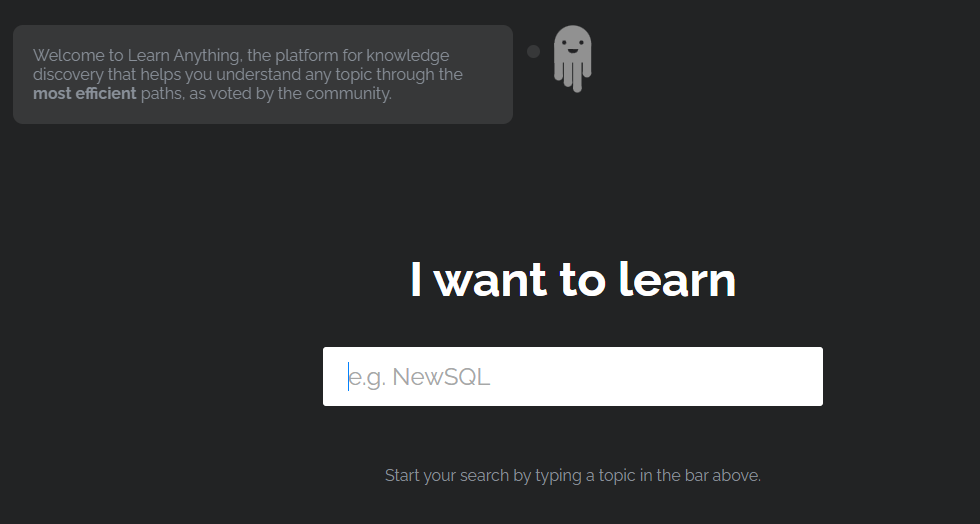 Welcome to Learn Anything, the platform for knowledge
discovery that helps you understand any topic through the
most efficient paths, as voted by the community.
I want to learn
e.g. NewSQL
Start your search by typing a topic in the bar above.